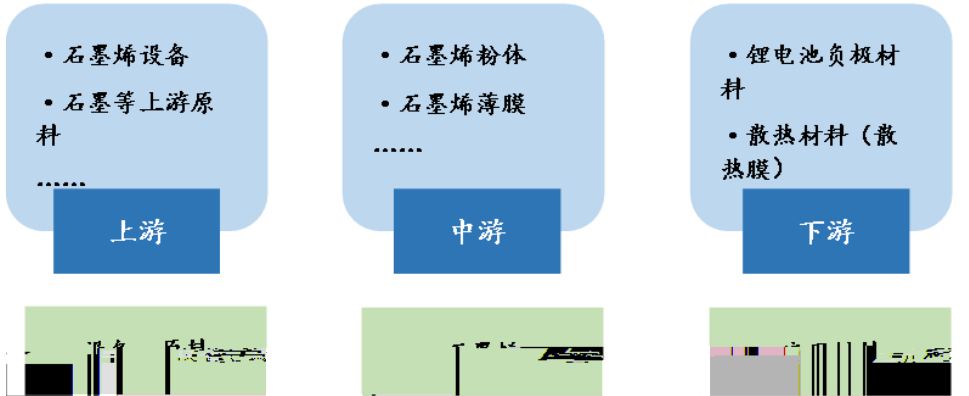 • 石墨烯设备
• 石墨等上游原
料
……
上游
• 石墨烯粉体
• 石墨烯薄膜
……
中游
• 锂电池负极材
料
• 散热材料（散
热膜）
下游